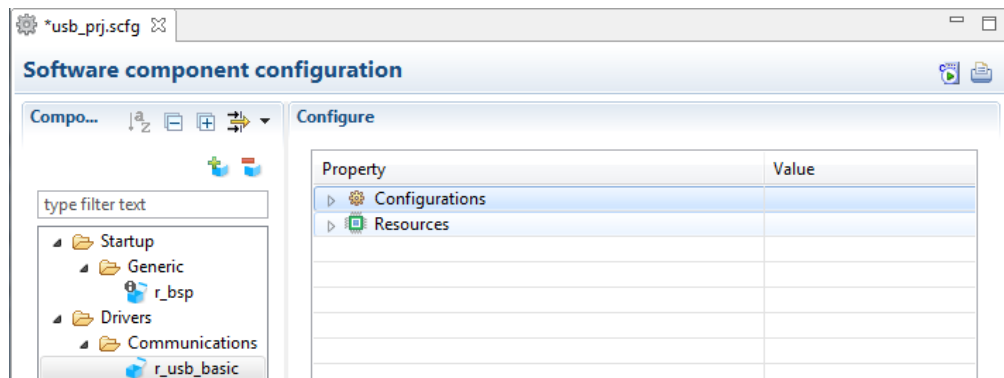 *usb_prj.scfg
Software component configuration
Compo...
Configure
Property Value
type filter text
Configurations
Resources
Startup
Generic
r_bsp
Drivers
Communications
r_usb_basic